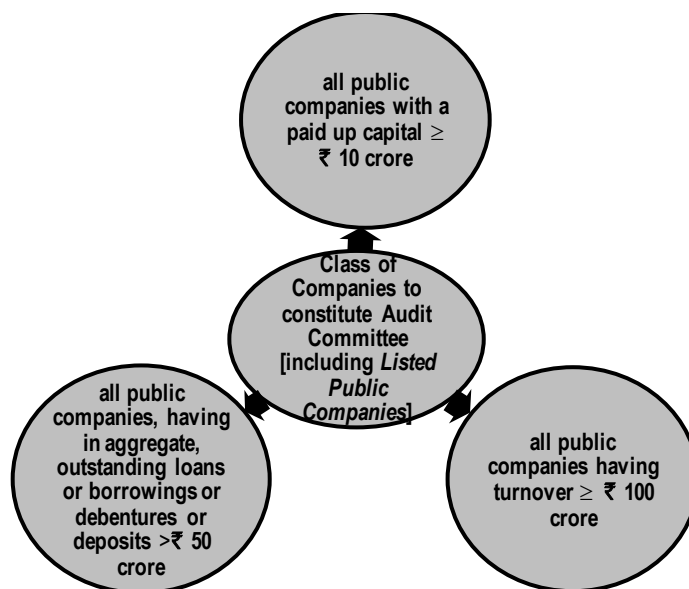 all public
companies with a
paid up capital ≥
₹ 10 crore
Class of
Companies to
constitute Audit
Committee
[including Listed
Public
Companies]
all public
companies, having
in aggregate,
outstanding loans
or borrowings or
debentures or
deposits >₹ 50
crore
all public
companies having
turnover ≥ ₹ 100
crore